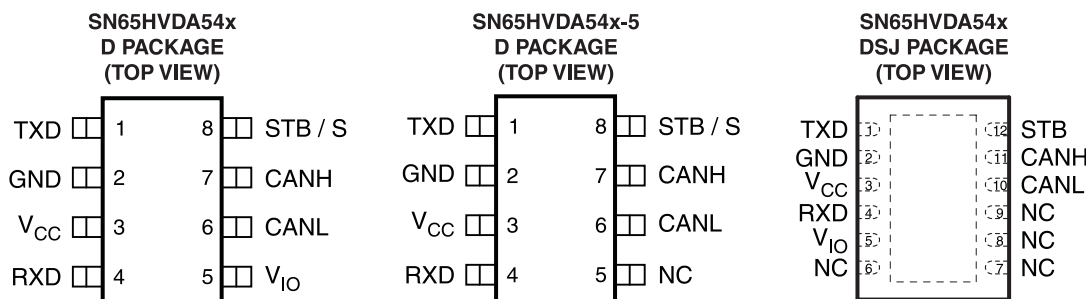 SN65HVDA54x
D PACKAGE
(TOP VIEW)
TXD 1 8 STB / S
GND 2 7 CANH
VCC 3 6 CANL
RXD 4 5 VIO
SN65HVDA54x-5
D PACKAGE
(TOP VIEW)
TXD 1 8 STB / S
GND 2 7 CANH
VCC 3 6 CANL
RXD 4 5 NC
SN65HVDA54x
DSJ PACKAGE
(TOP VIEW)
TXD 1 12 STB
GND 2 11 CANH
VCC 3 10 CANL
RXD 4 9 NC
VIO 5 8 NC
NC 6 7 NC